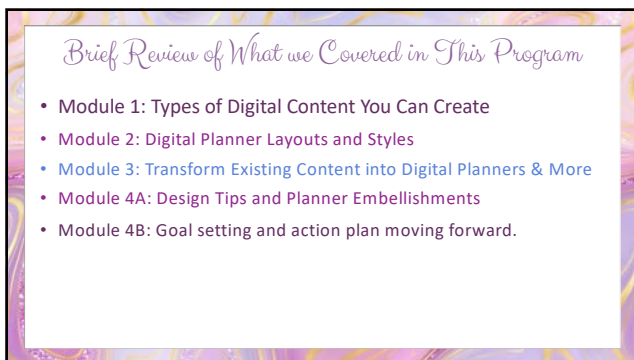 Brief Review of What we Covered in This Program
• Module 1: Types of Digital Content You Can Create
• Module 2: Digital Planner Layouts and Styles
• Module 3: Transform Existing Content into Digital Planners & More
• Module 4A: Design Tips and Planner Embellishments
• Module 4B: Goal setting and action plan moving forward.